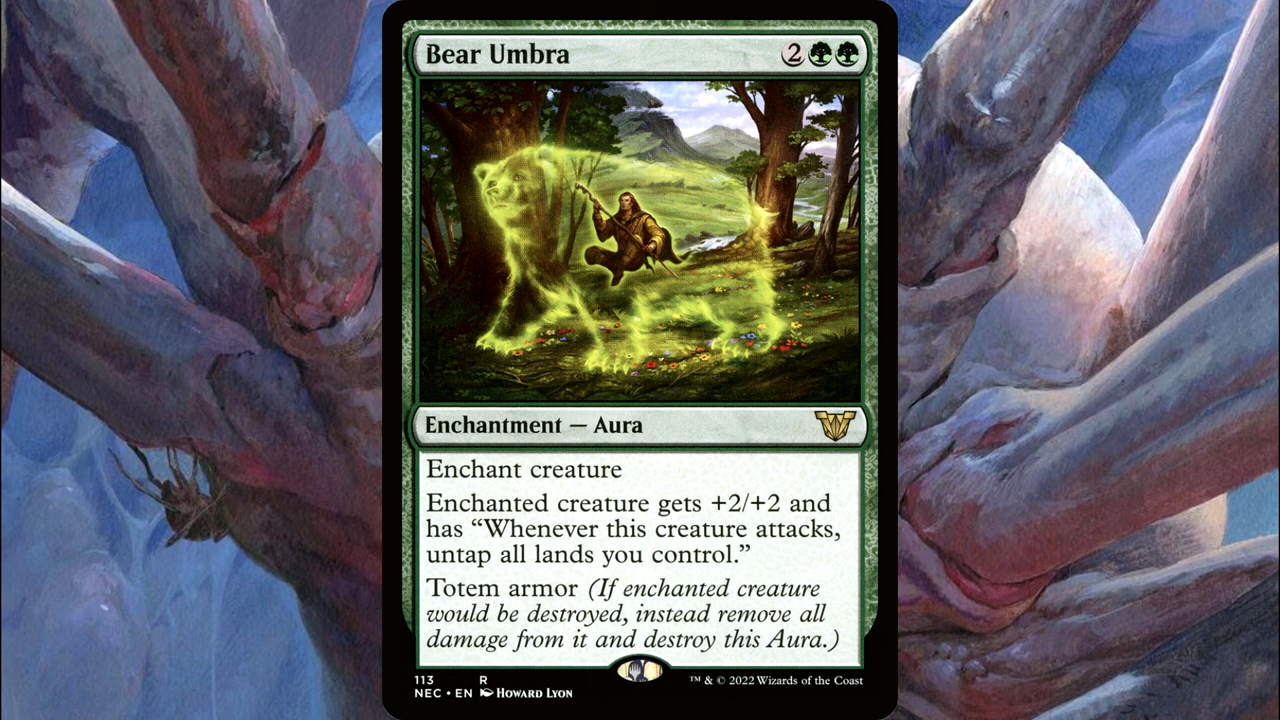 Bear Umbra 2
Enchantment — Aura
Enchant creature
Enchanted creature gets +2/+2 and
has “Whenever this creature attacks,
untap all lands you control.”
Totem armor (If enchanted creature
would be destroyed, instead remove all
damage from it and destroy this Aura.)
113 R
NEC • EN Howard Lyon
™ & © 2022 Wizards of the Coast